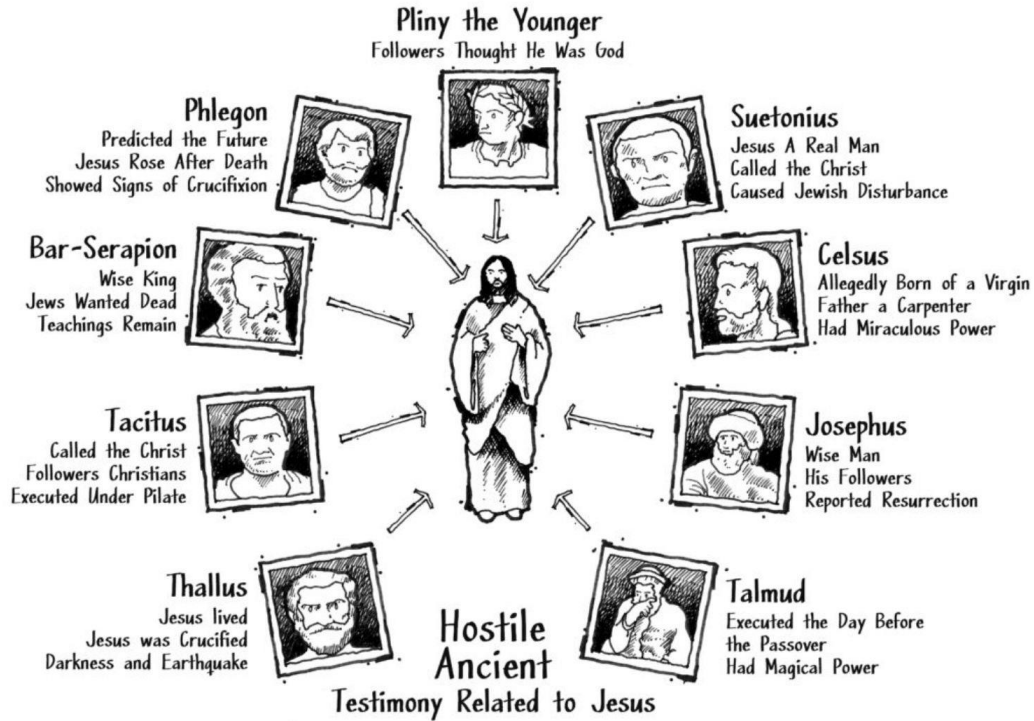 Pliny the Younger
Followers Thought He Was God
Phlegon
Predicted the Future
Jesus Rose After Death
Showed Signs of Crucifixion
Suetonius
Jesus A Real Man
Called the Christ
Caused Jewish Disturbance
Bar-Serapion
Wise King
Jews Wanted Dead
Teachings Remain
Celsus
Allegedly Born of a Virgin
Father a Carpenter
Had Miraculous Power
Tacitus
Called the Christ
Followers Christians
Executed Under Pilate
Josephus
Wise Man
His Followers
Reported Resurrection
Thallus
Jesus lived
Jesus was Crucified
Darkness and Earthquake
Talmud
Executed the Day Before
the Passover
Had Magical Power
Hostile
Ancient
Testimony Related to Jesus